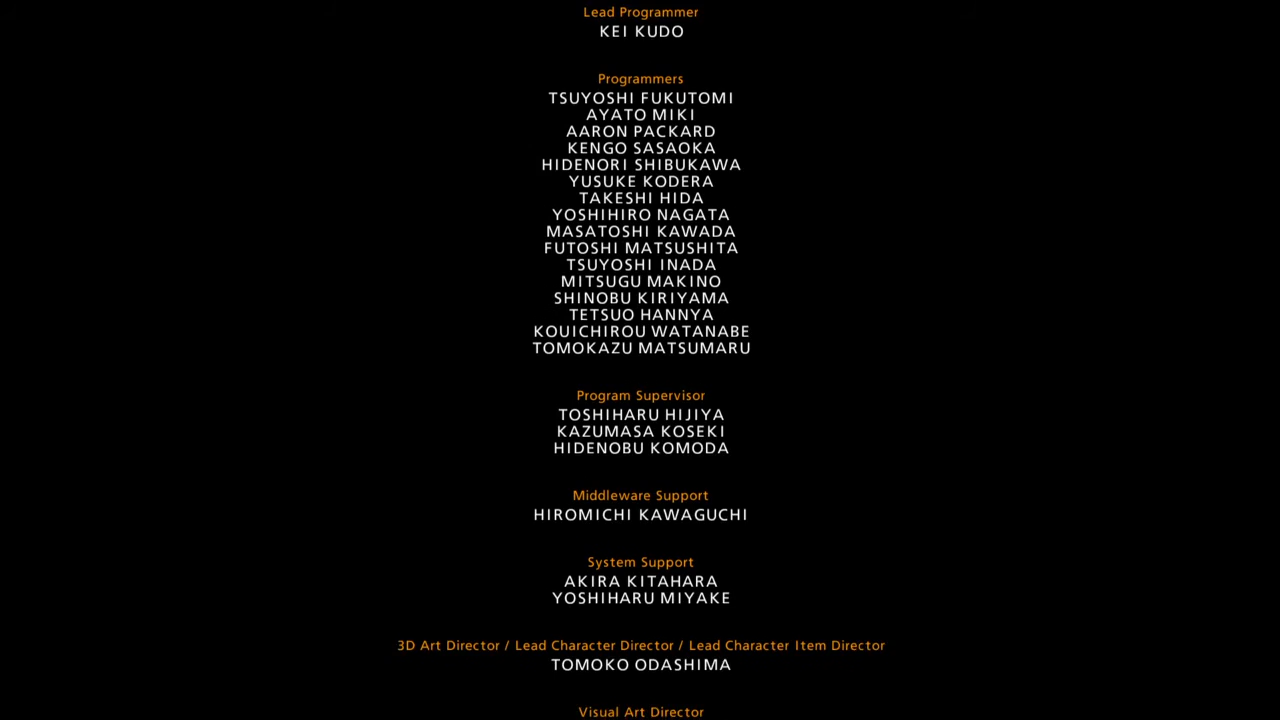 Lead Programmer
KEI KUDO
Programmers
TSUYOSHI FUKUTOMI
AYATO MIKI
AARON PACKARD
KENGO SASAOKA
HIDENORI SHIBUKAWA
YUSUKE KODERA
TAKESHI HIDA
YOSHIHIRO NAGATA
MASATOSHI KAWADA
FUTOSHI MATSUSHITA
TSUYOSHI INADA
MITSUGU MAKINO
SHINOBU KIRIYAMA
TETSUO HANNYA
KOUICHIROU WATANABE
TOMOKAZU MATSUMARU
Program Supervisor
TOSHIHARU HIJIYA
KAZUMASA KOSEKI
HIDENOBU KOMODA
Middleware Support
HIROMICHI KAWAGUCHI
System Support
AKIRA KITAHARA
YOSHIHARU MIYAKE
3D Art Director / Lead Character Director / Lead Character Item Director
TOMOKO ODASHIMA
Visual Art Director